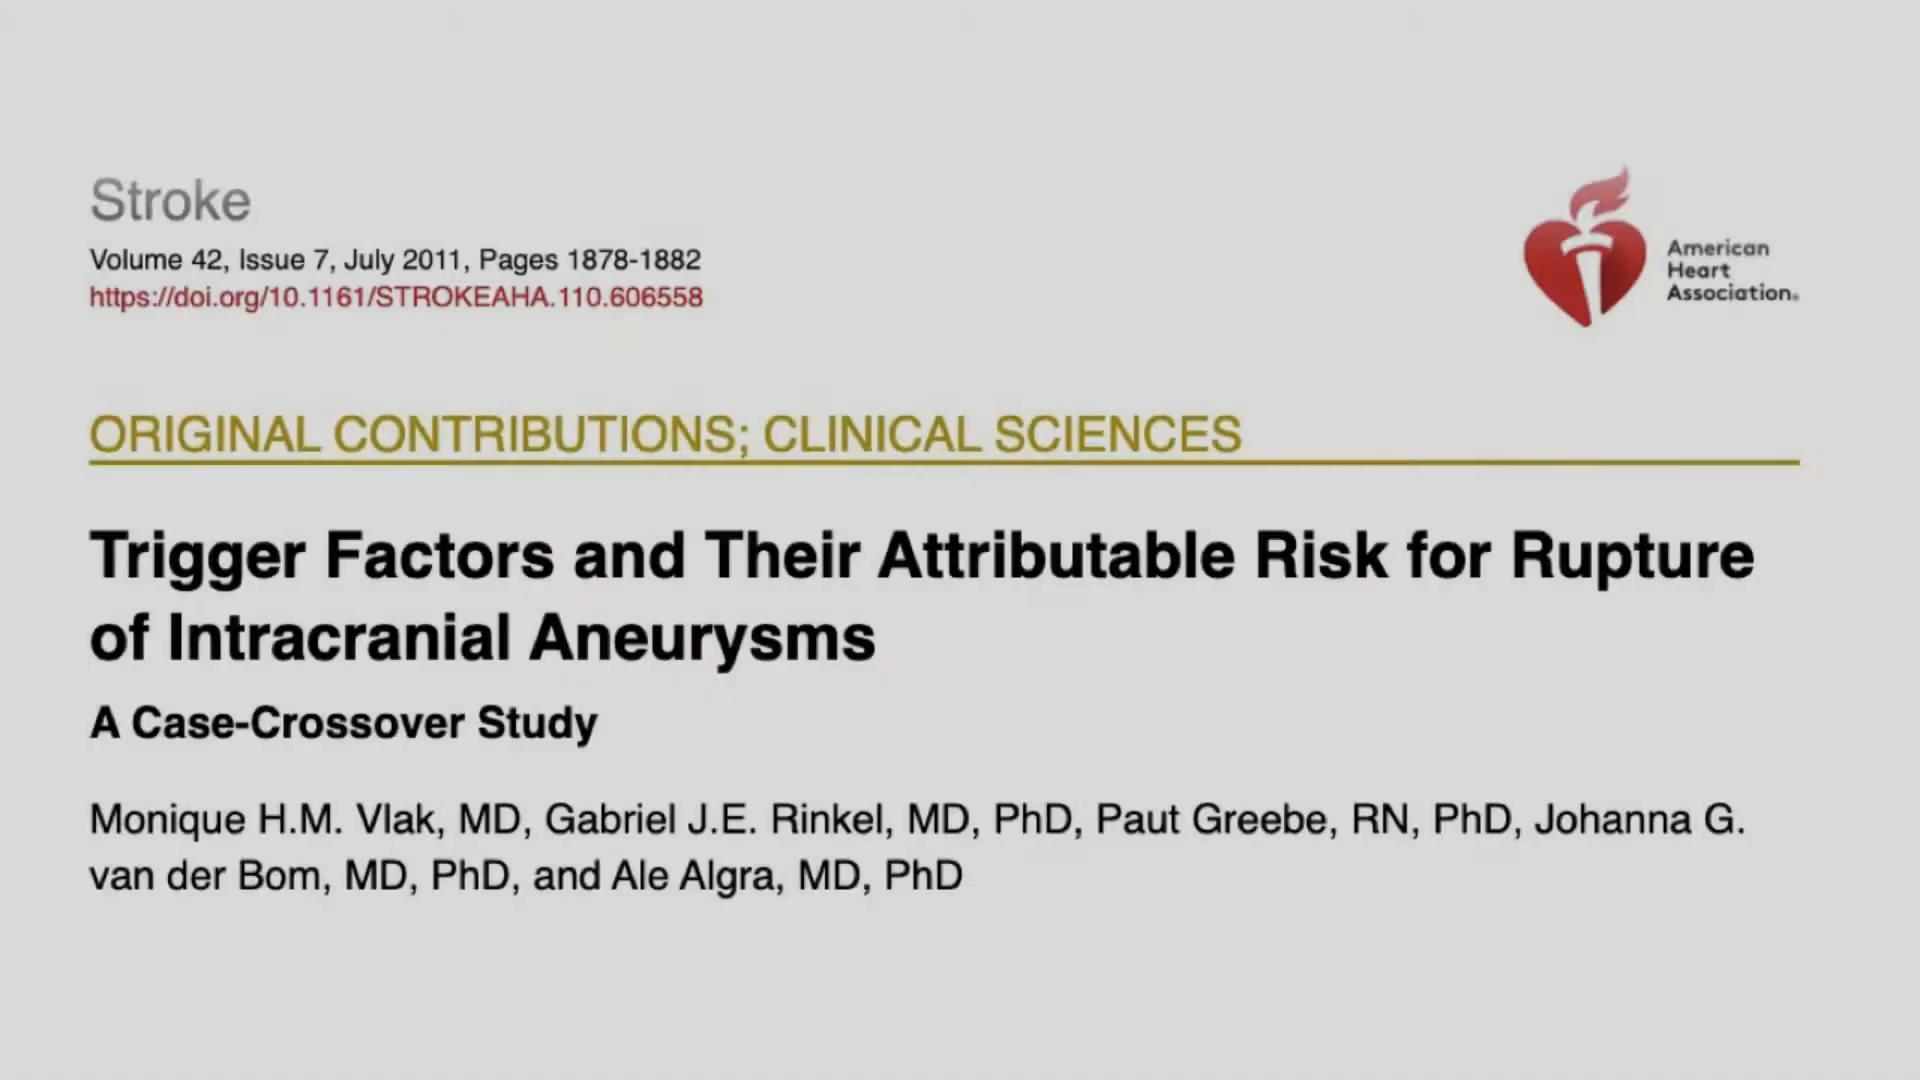 Stroke
Volume 42, Issue 7, July 2011, Pages 1878-1882
https://doi.org/10.1161/STROKEAHA.110.606558
American
Heart
Association®
ORIGINAL CONTRIBUTIONS; CLINICAL SCIENCES
Trigger Factors and Their Attributable Risk for Rupture
of Intracranial Aneurysms
A Case-Crossover Study
Monique H.M. Vlak, MD, Gabriel J.E. Rinkel, MD, PhD, Paut Greebe, RN, PhD, Johanna G.
van der Bom, MD, PhD, and Ale Algra, MD, PhD